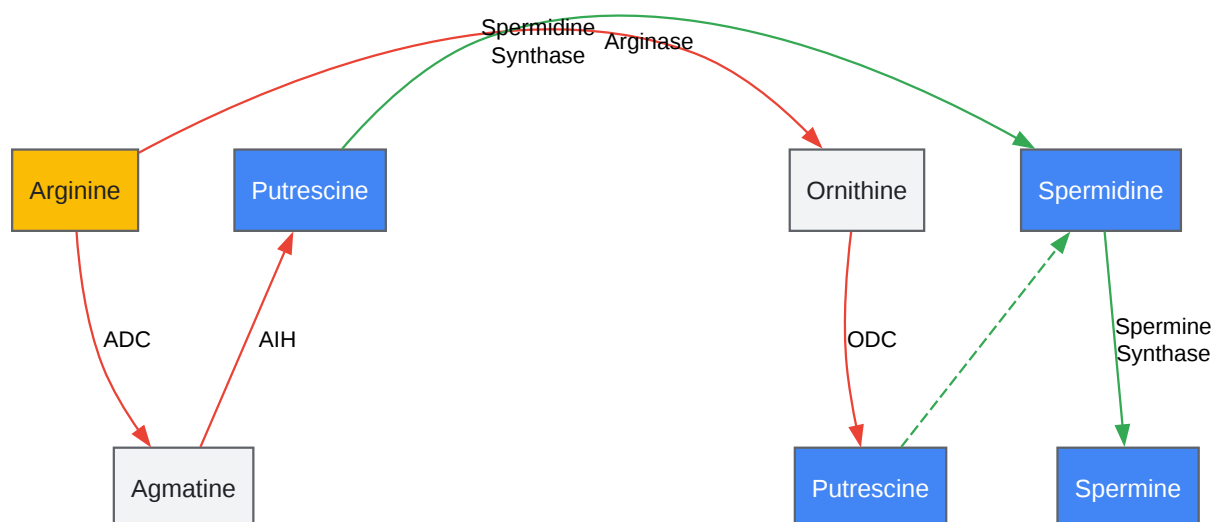 Spermidine
Synthase
Arginase
Arginine
Putrescine
Ornithine
Spermidine
ADC
AIH
ODC
Spermine
Synthase
Agmatine
Putrescine
Spermine